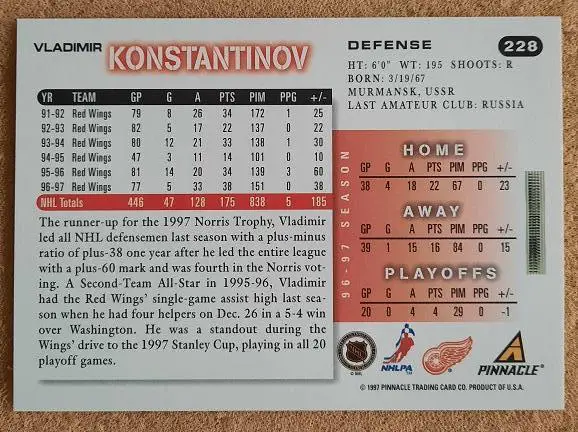 VLADIMIR KONSTANTINOV
DEFENSE 228
HT: 6'0" WT: 195 SHOOTS: R
BORN: 3/19/67
MURMANSK, USSR
LAST AMATEUR CLUB: RUSSIA
YR TEAM GP G A PTS PIM PPG +/-
91-92 Red Wings 79 8 26 34 172 1 25
92-93 Red Wings 82 5 17 22 137 0 22
93-94 Red Wings 80 12 21 33 138 1 30
94-95 Red Wings 47 3 11 14 101 0 10
95-96 Red Wings 81 14 20 34 139 3 60
96-97 Red Wings 77 5 33 38 151 0 38
NHL Totals 446 47 128 175 838 5 185
The runner-up for the 1997 Norris Trophy, Vladimir
led all NHL defensemen last season with a plus-minus
ratio of plus-38 one year after he led the entire league
with a plus-60 mark and was fourth in the Norris vot-
ing. A Second-Team All-Star in 1995-96, Vladimir
had the Red Wings' single-game assist high last sea-
son when he had four helpers on Dec. 26 in a 5-4 win
over Washington. He was a standout during the
Wings' drive to the 1997 Stanley Cup, playing in all 20
playoff games.
96-97 SEASON
HOME
GP G A PTS PIM PPG +/-
38 4 18 22 67 0 23
AWAY
GP G A PTS PIM PPG +/-
39 1 15 16 84 0 15
PLAYOFFS
GP G A PTS PIM PPG +/-
20 0 4 4 29 0 -1
NHL
© NHL
NHLPA
PINNACLE
© 1997 PINNACLE TRADING CARD CO. PRODUCT OF U.S.A.